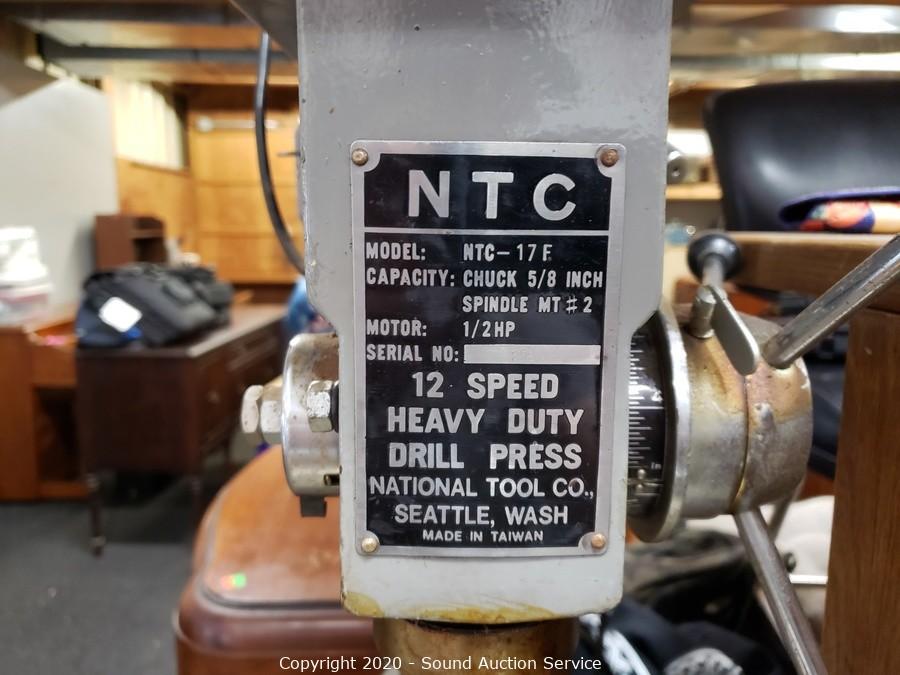 NTC
MODEL: NTC-17F
CAPACITY: CHUCK 5/8 INCH
SPINDLE MT #2
MOTOR: 1/2HP
SERIAL NO:
12 SPEED
HEAVY DUTY
DRILL PRESS
NATIONAL TOOL CO.,
SEATTLE, WASH
MADE IN TAIWAN
Copyright 2020 - Sound Auction Service